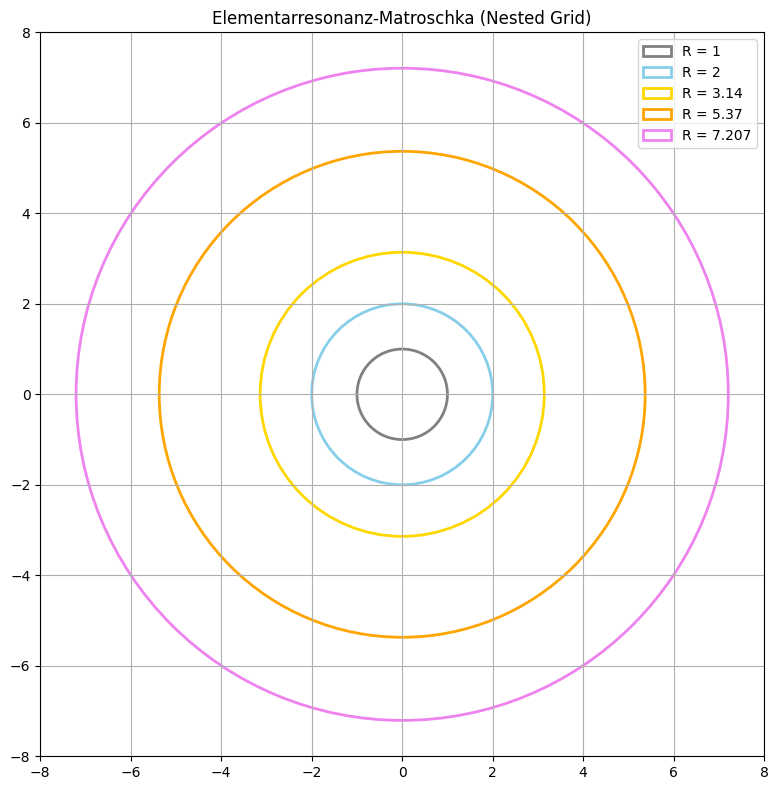 Elementarresonanz-Matroschka (Nested Grid)
R = 1
R = 2
R = 3.14
R = 5.37
R = 7.207
8
6
4
2
0
−2
−4
−6
−8
−8 −6 −4 −2 0 2 4 6 8